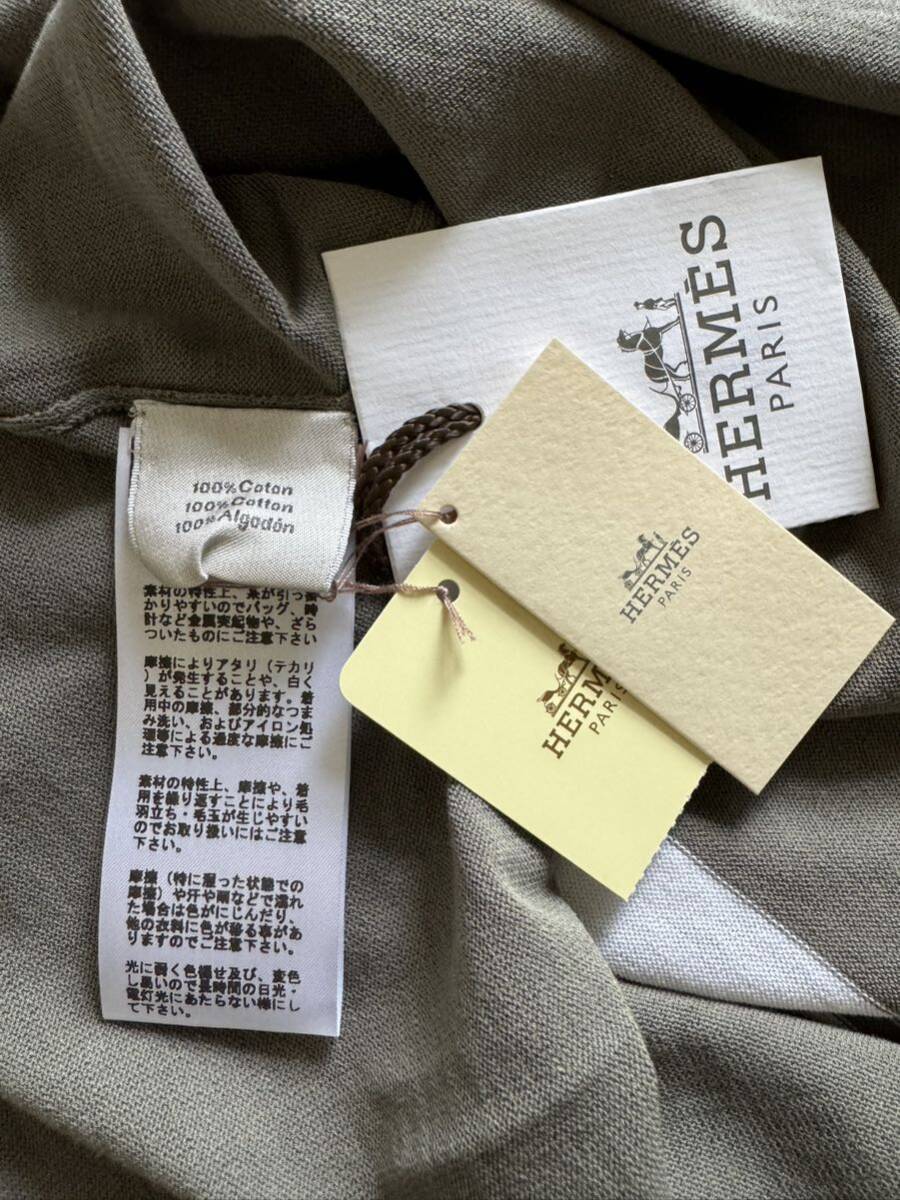 100%Coton
100%Cotton
100%Algodón
素材の特性上、糸が引っ掛
かりやすいのでバッグ、時
計など金属突起物や、ざら
ついたものにご注意下さい
摩擦によりアタリ（テカリ
）が発生することや、白く
見えることがあります。着
用中の摩擦、部分的なつま
み洗い、およびアイロン処
理等による過度な摩擦にご
注意下さい。
素材の特性上、摩擦や、着
用を繰り返すことにより毛
羽立ち・毛玉が生じやすい
のでお取り扱いにはご注意
下さい。
摩擦（特に湿った状態での
摩擦）や汗や雨などで濡れ
た場合は色がにじんだり、
他の衣料に色が移る事があ
りますのでご注意下さい。
光に弱く色褪せ及び、変色
し易いので長時間の日光・
電灯光にあたらない様にし
て下さい。
HERMÈS
PARIS
HERMÈS
PARIS
HERMÈS
PARIS